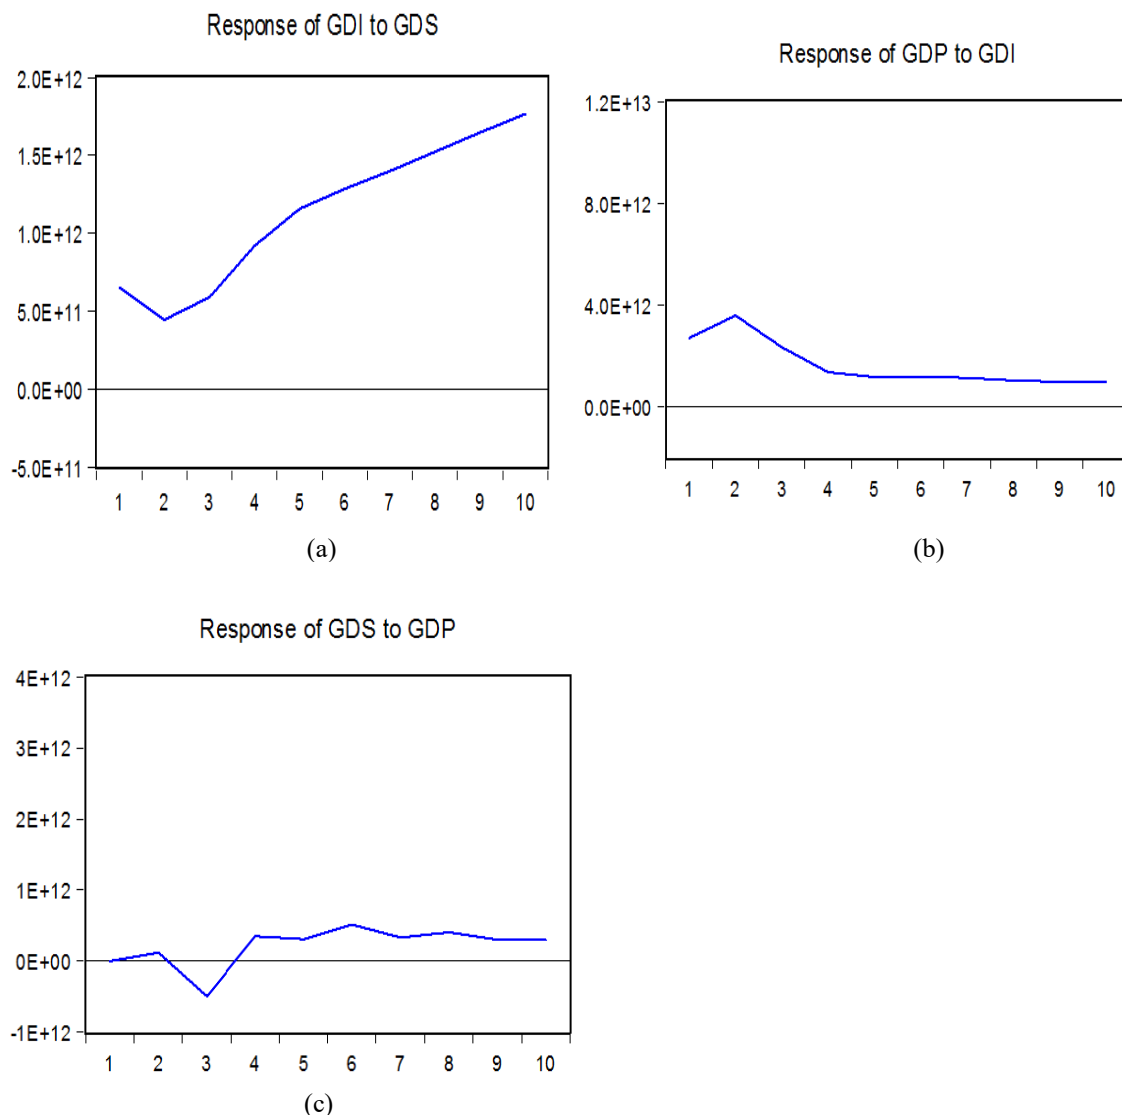 Response of GDI to GDS
2.0E+12
1.5E+12
1.0E+12
5.0E+11
0.0E+00
-5.0E+11
1 2 3 4 5 6 7 8 9 10
(a)
Response of GDP to GDI
1.2E+13
8.0E+12
4.0E+12
0.0E+00
1 2 3 4 5 6 7 8 9 10
(b)
Response of GDS to GDP
4E+12
3E+12
2E+12
1E+12
0E+00
-1E+12
1 2 3 4 5 6 7 8 9 10
(c)